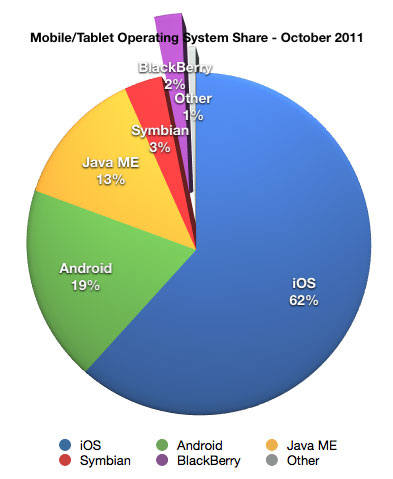 Mobile/Tablet Operating System Share - October 2011
BlackBerry
2%
Other
1%
Symbian
3%
Java ME
13%
Android
19%
iOS
62%
iOS
Android
Java ME
Symbian
BlackBerry
Other